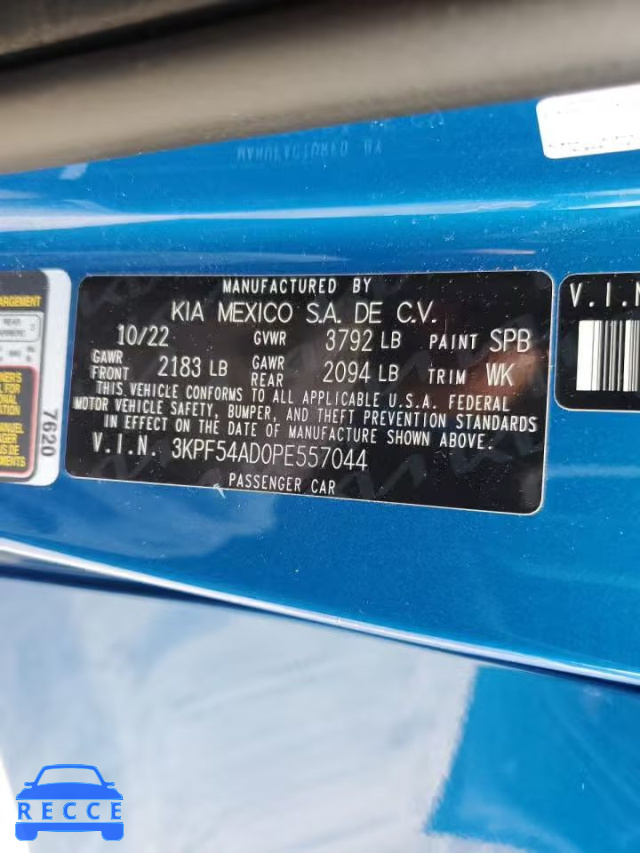 MANUFACTURED BY
KIA MEXICO S.A. DE C.V.
10/22 GVWR 3792 LB PAINT SPB
GAWR FRONT 2183 LB GAWR REAR 2094 LB TRIM WK
THIS VEHICLE CONFORMS TO ALL APPLICABLE U.S.A. FEDERAL
MOTOR VEHICLE SAFETY, BUMPER, AND THEFT PREVENTION STANDARDS
IN EFFECT ON THE DATE OF MANUFACTURE SHOWN ABOVE.
V.I.N. 3KPF54AD0PE557044
PASSENGER CAR
7620
V.I.N
RECCE